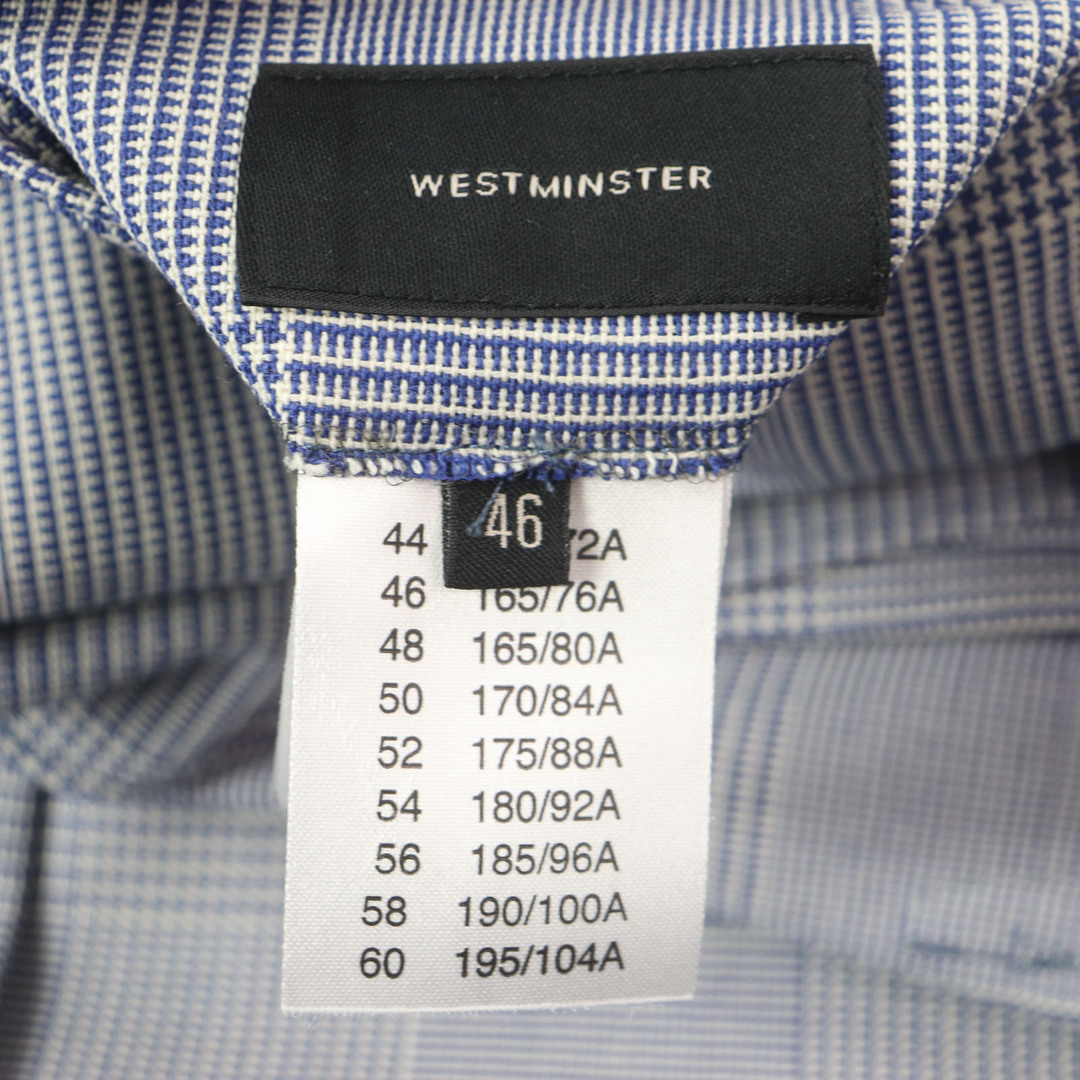 WESTMINSTER
46
44 72A
46 165/76A
48 165/80A
50 170/84A
52 175/88A
54 180/92A
56 185/96A
58 190/100A
60 195/104A